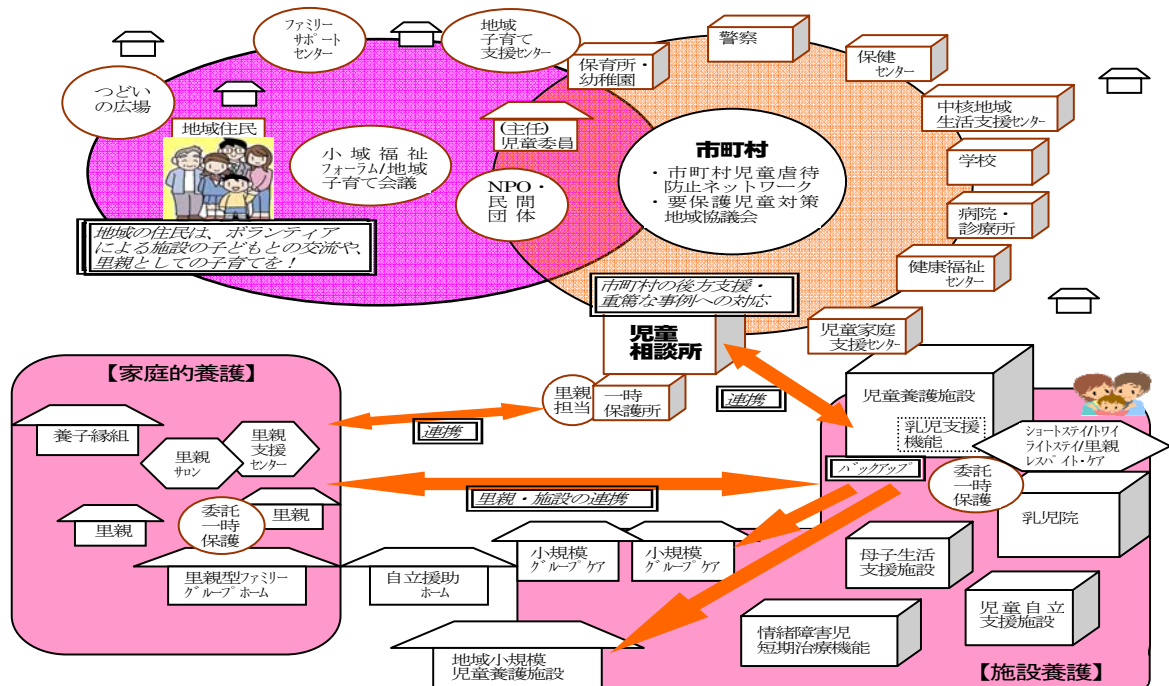 ファミリー
サポート
センター
地域
子育て
支援センター
保育所・
幼稚園
警察
保健
センター
つどい
の広場
中核地域
生活支援センター
地域住民
(主任)
児童委員
小域福祉
フォーラム/地域
子育て会議
市町村
・市町村児童虐待
防止ネットワーク
・要保護児童対策
地域協議会
学校
NPO・
民間
団体
病院・
診療所
地域の住民は、ボランティア
による施設の子どもとの交流や、
里親としての子育てを！
健康福祉
センター
市町村の後方支援・
重篤な事例への対応
児童
相談所
児童家庭
支援センター
【家庭的養護】
里親
担当
一時
保護所
連携
連携
児童養護施設
乳児支援
機能
養子縁組
里親
サロン
里親
支援
センター
ショートステイ/トワイ
ライトステイ/里親
レスパイト・ケア
バックアップ
委託
一時
保護
里親・施設の連携
乳児院
里親
委託
一時
保護
里親
小規模
グループケア
小規模
グループケア
母子生活
支援施設
里親型ファミリー
グループホーム
自立援助
ホーム
児童自立
支援施設
情緒障害児
短期治療機能
地域小規模
児童養護施設
【施設養護】